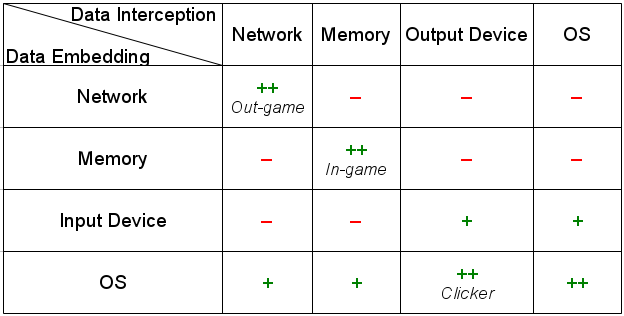 Data Interception
Data Embedding
Network Memory Output Device OS
Network ++ – – –
Out-game
Memory – ++ – –
In-game
Input Device – – + +
OS + + ++ ++
Clicker